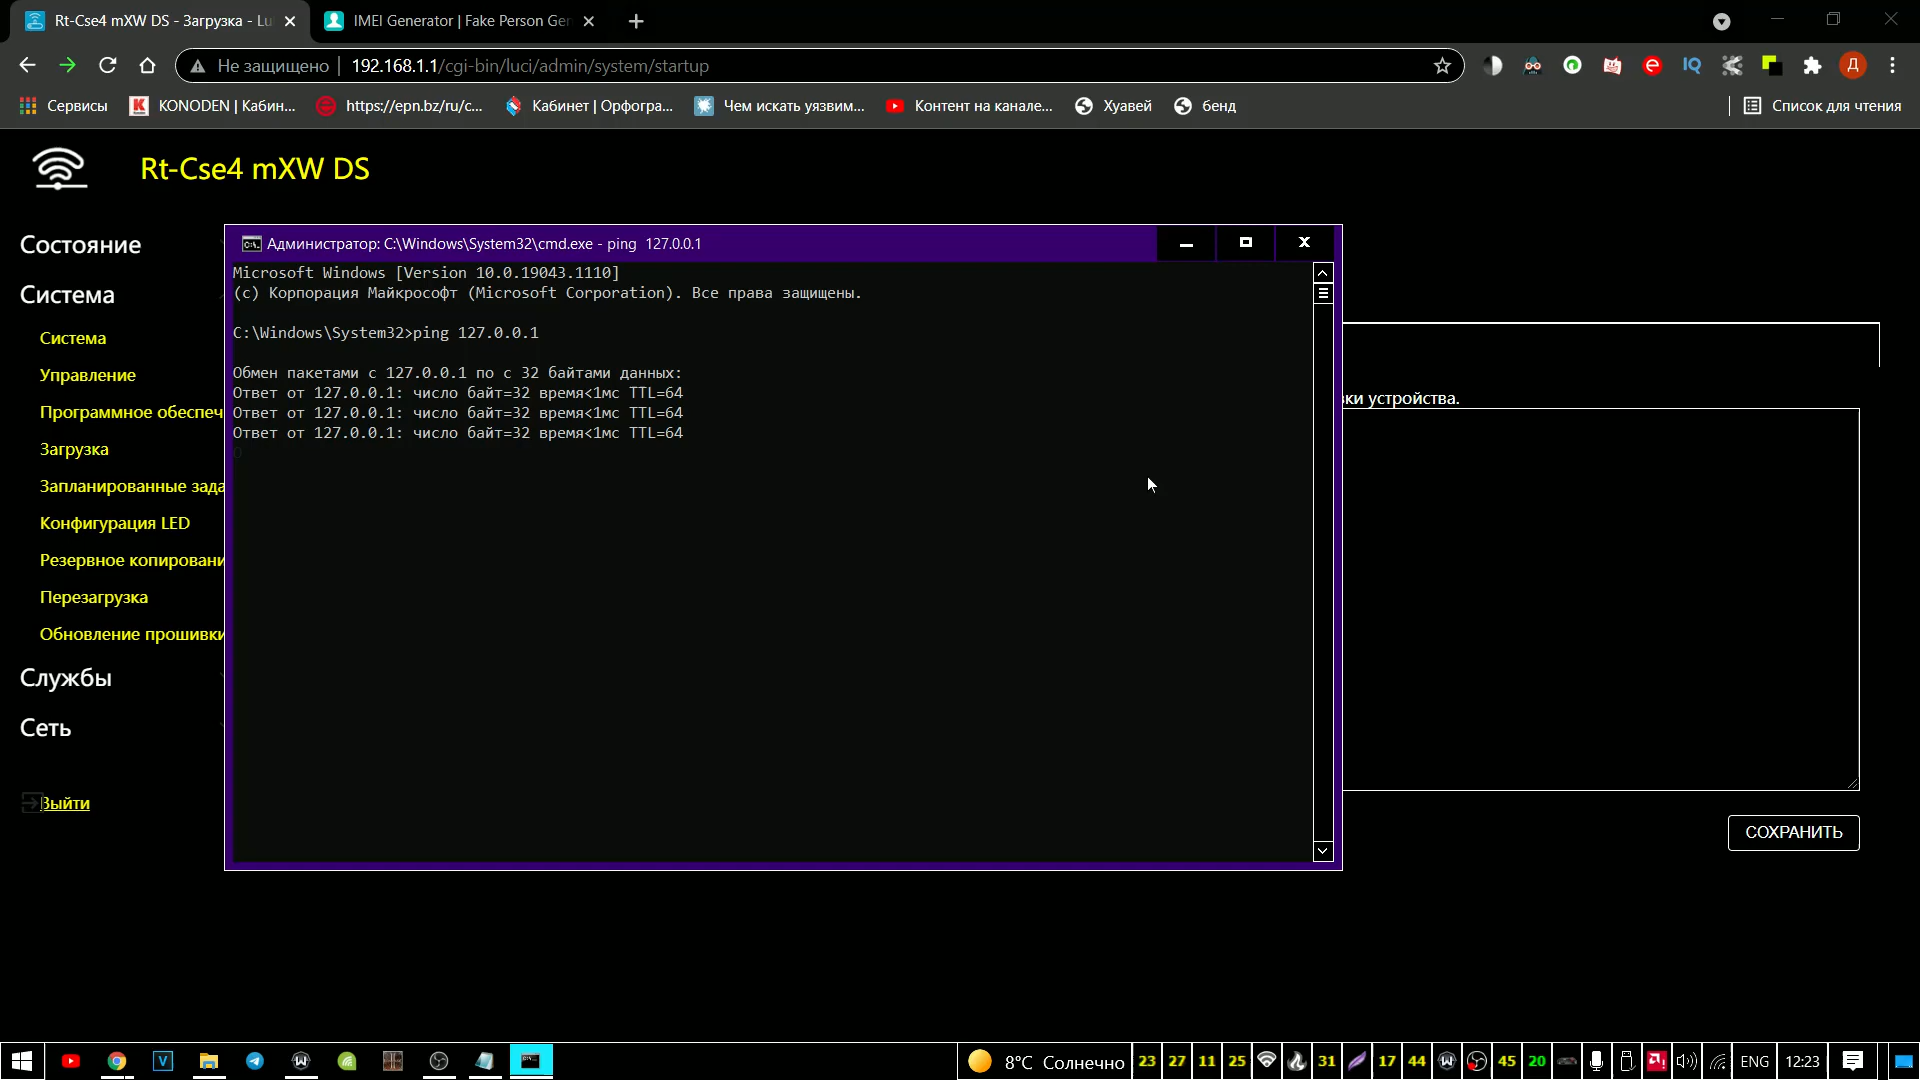 Rt-Cse4 mXW DS - Загрузка - Lu
IMEI Generator | Fake Person Ge
Не защищено
192.168.1.1/cgi-bin/luci/admin/system/startup
Сервисы
KONODEN | Кабин...
https://epn.bz/ru/c...
Кабинет | Орфогра...
Чем искать уязвим...
Контент на канале...
Хуавей
бенд
Список для чтения
Rt-Cse4 mXW DS
Состояние
Система
Система
Управление
Программное обеспеч
Загрузка
Запланированные зада
Конфигурация LED
Резервное копировани
Перезагрузка
Обновление прошивки
Службы
Сеть
Выйти
Администратор: C:\Windows\System32\cmd.exe - ping 127.0.0.1
Microsoft Windows [Version 10.0.19043.1110]
(c) Корпорация Майкрософт (Microsoft Corporation). Все права защищены.
C:\Windows\System32>ping 127.0.0.1
Обмен пакетами с 127.0.0.1 по с 32 байтами данных:
Ответ от 127.0.0.1: число байт=32 время<1мс TTL=64
Ответ от 127.0.0.1: число байт=32 время<1мс TTL=64
Ответ от 127.0.0.1: число байт=32 время<1мс TTL=64
ки устройства.
СОХРАНИТЬ
8°C Солнечно
23 27 11 25 31 17 44 45 20
ENG
12:23